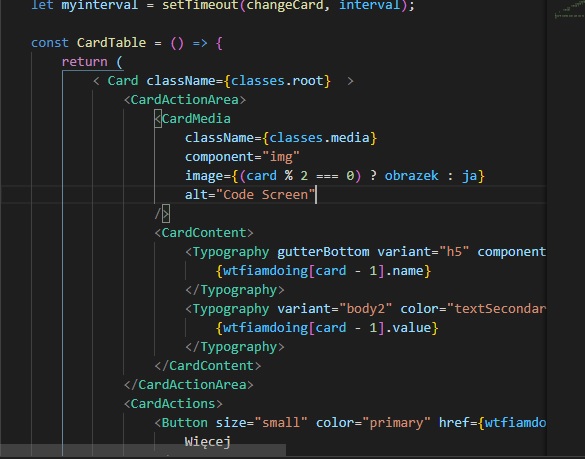 let myinterval = setTimeout(changeCard, interval);
const CardTable = () => {
return (
< Card className={classes.root} >
<CardActionArea>
<CardMedia
className={classes.media}
component="img"
image={(card % 2 === 0) ? obrazek : ja}
alt="Code Screen"
/>
<CardContent>
<Typography gutterBottom variant="h5" component
{wtfiamdoing[card - 1].name}
</Typography>
<Typography variant="body2" color="textSecondar
{wtfiamdoing[card - 1].value}
</Typography>
</CardContent>
</CardActionArea>
<CardActions>
<Button size="small" color="primary" href={wtfiamdo
Więcej